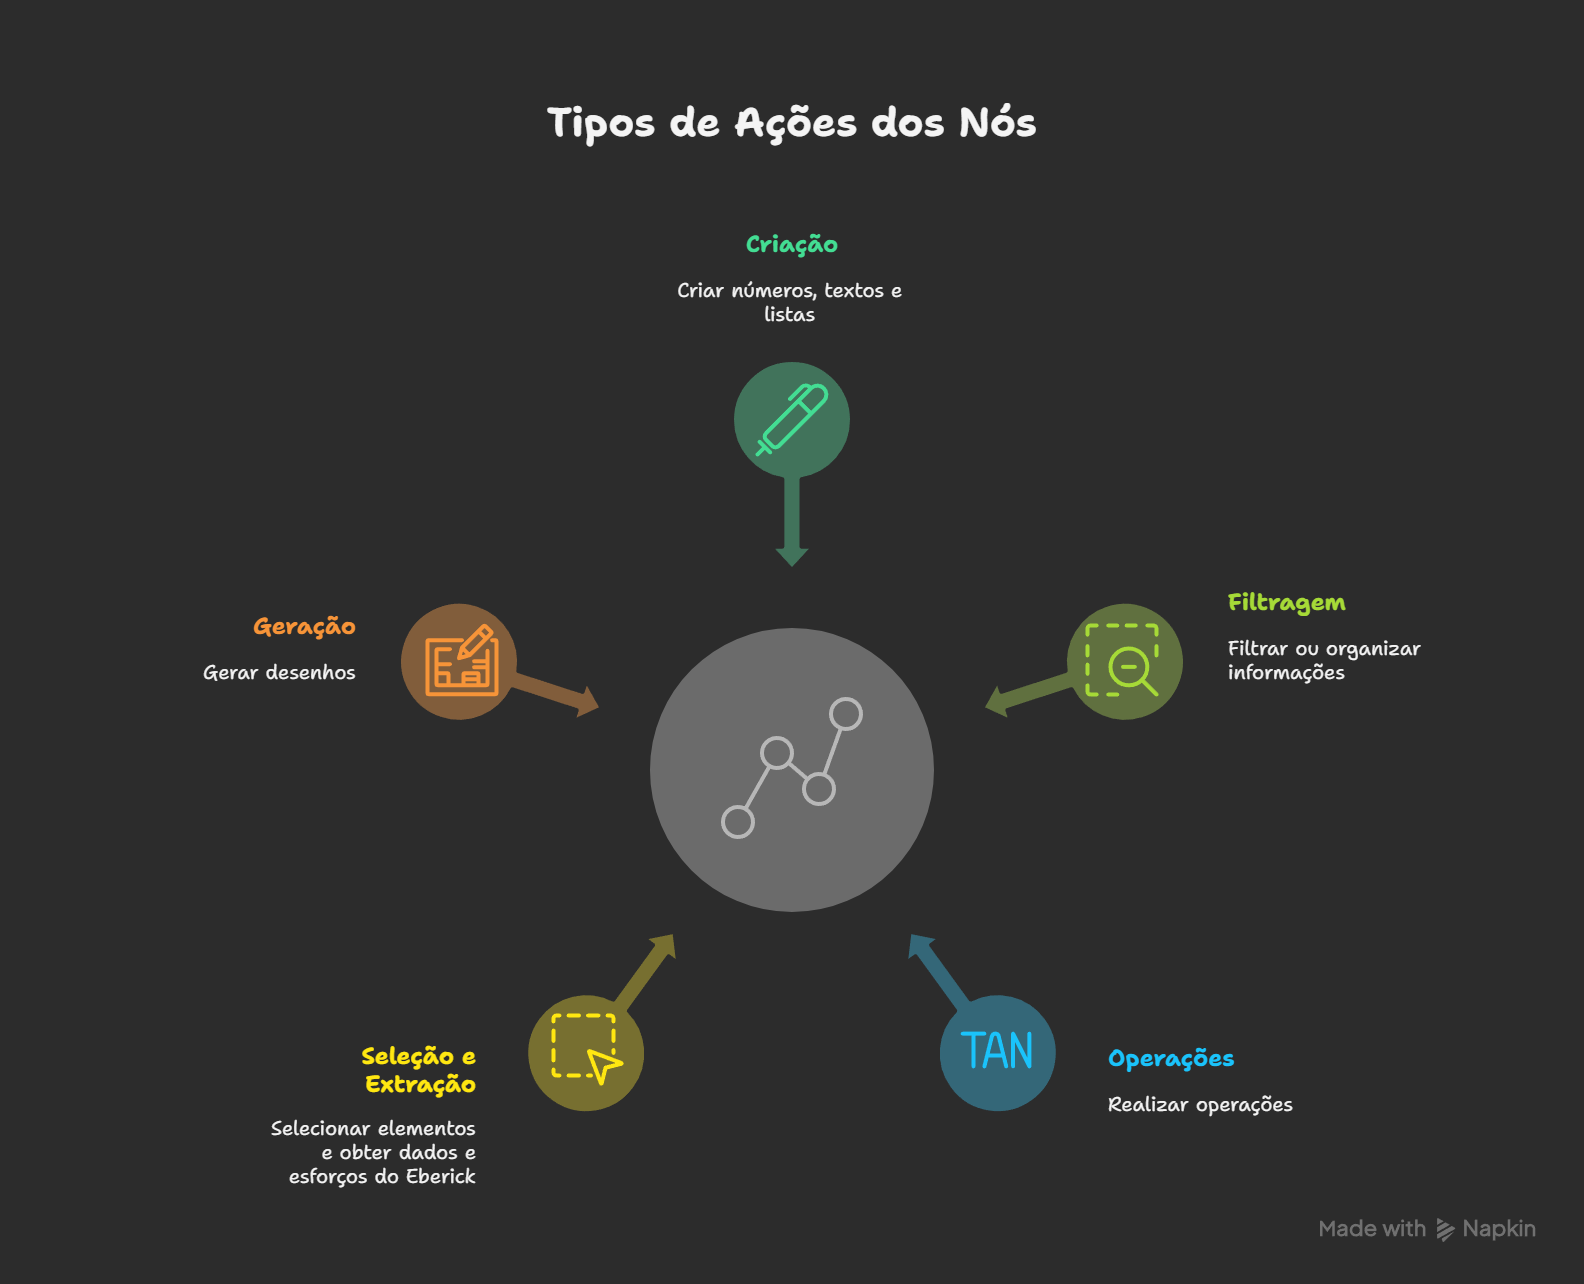 Tipos de Ações dos Nós
Criação
Criar números, textos e
listas
Geração
Gerar desenhos
Filtragem
Filtrar ou organizar
informações
Seleção e
Extração
Selecionar elementos
e obter dados e
esforços do Eberick
TAN
Operações
Realizar operações
Made with Napkin